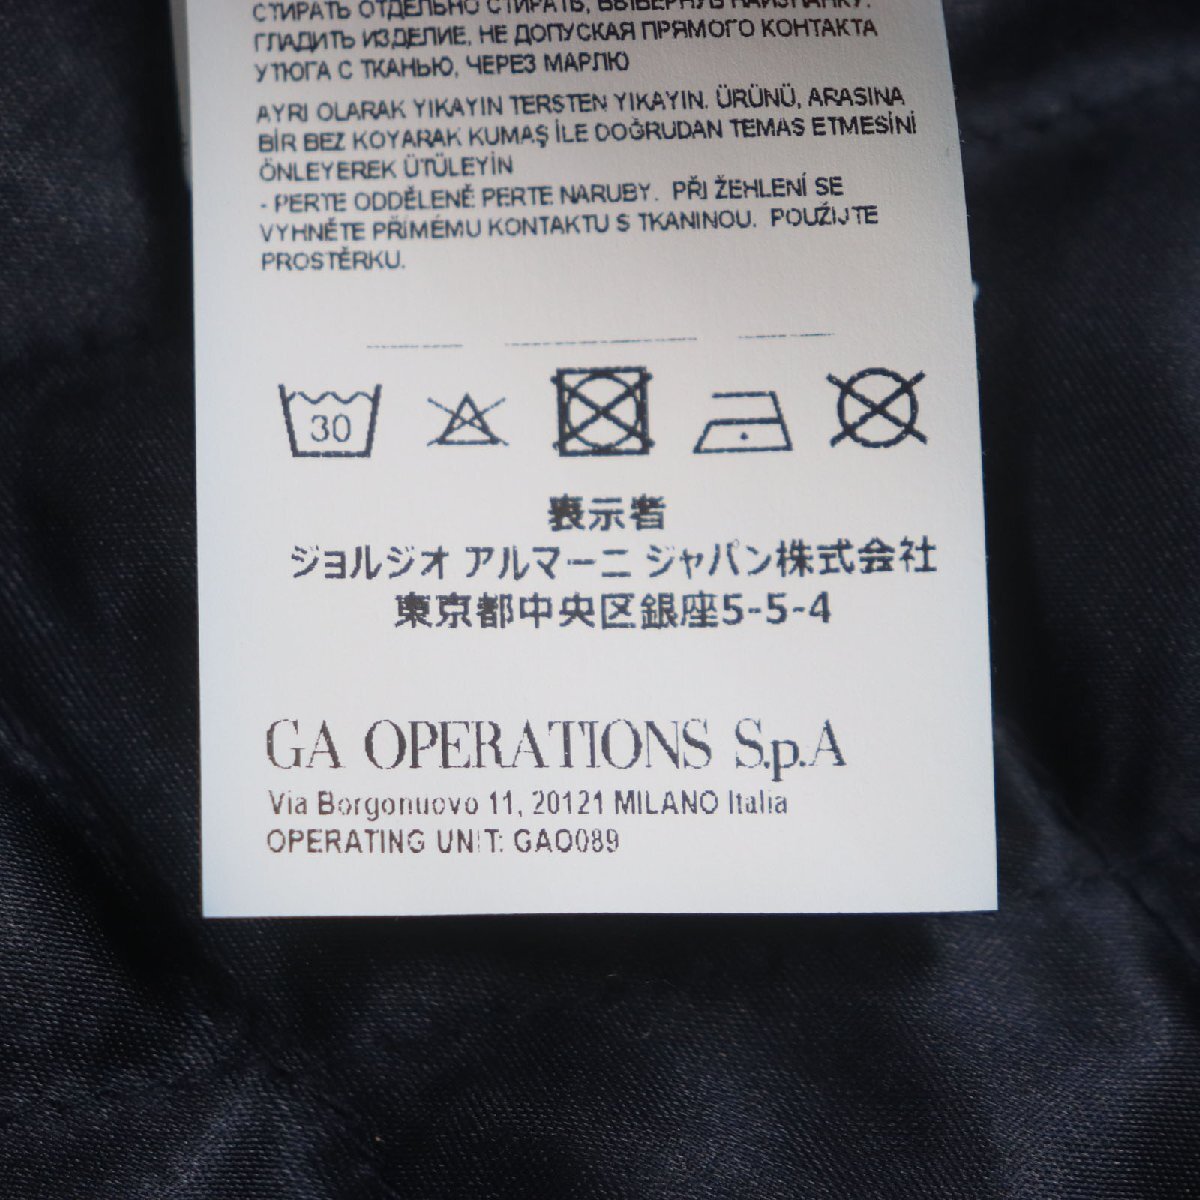 СТИРАТЬ ОТДЕЛЬНО СТИРАТЬ, ВЫВЕРНУВ НАИЗНАНКУ.
ГЛАДИТЬ ИЗДЕЛИЕ, НЕ ДОПУСКАЯ ПРЯМОГО КОНТАКТА
УТЮГА С ТКАНЬЮ, ЧЕРЕЗ МАРЛЮ
AYRI OLARAK YIKAYIN TERSTEN YIKAYIN. ÜRÜNÜ, ARASINA
BİR BEZ KOYARAK KUMAŞ İLE DOĞRUDAN TEMAS ETMESİNİ
ÖNLEYEREK ÜTÜLEYİN
- PERTE ODDĚLENĚ PERTE NARUBY. PŘI ŽEHLENÍ SE
VYHNĚTE PŘÍMÉMU KONTAKTU S TKANINOU. POUŽIJTE
PROSTĚRKU.
30
表示者
ジョルジオ アルマーニ ジャパン株式会社
東京都中央区銀座5-5-4
GA OPERATIONS S.p.A
Via Borgonuovo 11, 20121 MILANO Italia
OPERATING UNIT: GAO089